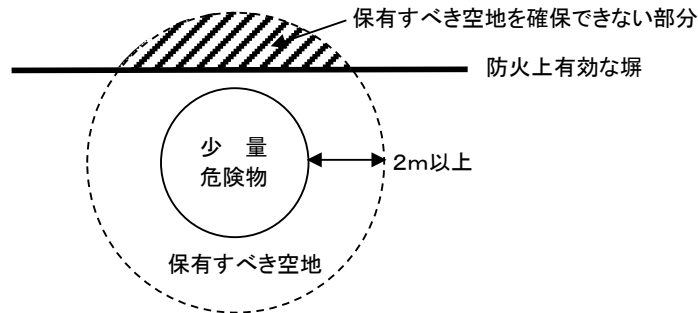 保有すべき空地を確保できない部分
防火上有効な塀
少　量
危険物
2m以上
保有すべき空地